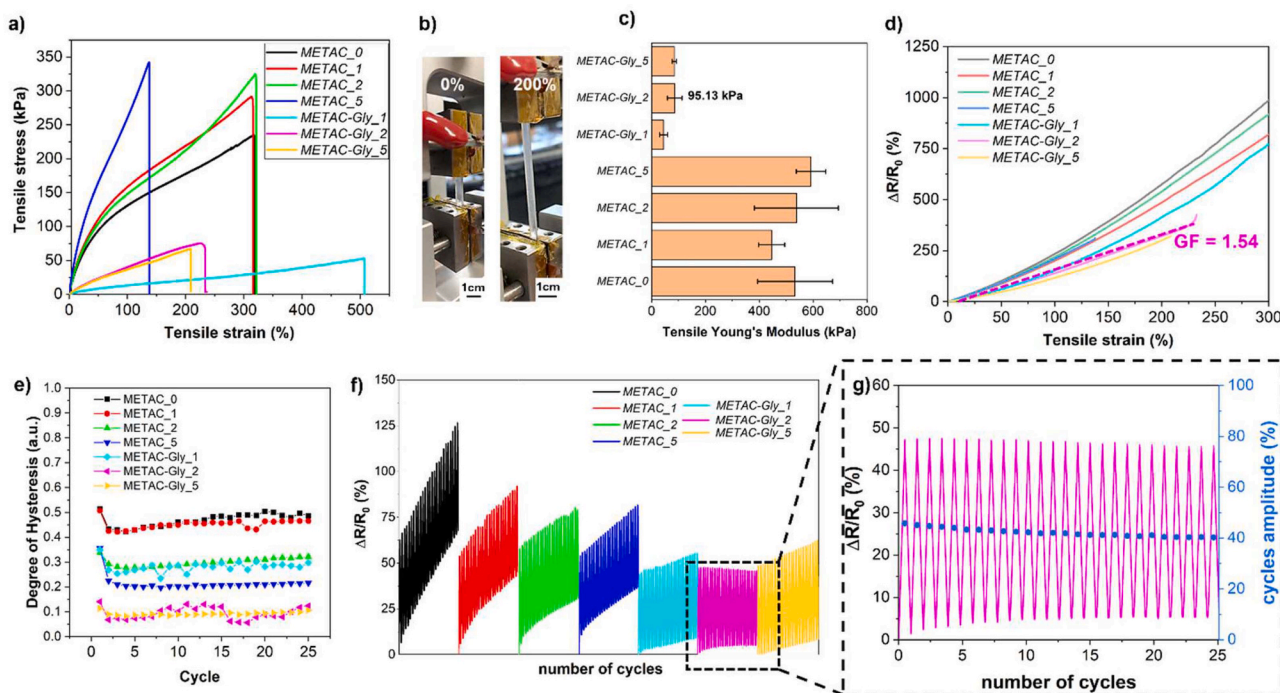 a)
Tensile stress (kPa)
350
300
250
200
150
100
50
0
0 100 200 300 400 500
Tensile strain (%)
METAC_0
METAC_1
METAC_2
METAC_5
METAC-Gly_1
METAC-Gly_2
METAC-Gly_5
b)
0%
200%
1cm
1cm
c)
METAC-Gly_5
METAC-Gly_2
METAC-Gly_1
METAC_5
METAC_2
METAC_1
METAC_0
95.13 kPa
0 200 400 600 800
Tensile Young's Modulus (kPa)
d)
ΔR/R0 (%)
1250
1000
750
500
250
0
METAC_0
METAC_1
METAC_2
METAC_5
METAC-Gly_1
METAC-Gly_2
METAC-Gly_5
GF = 1.54
0 50 100 150 200 250 300
Tensile strain (%)
e)
Degree of Hysteresis (a.u.)
1.0
0.9
0.8
0.7
0.6
0.5
0.4
0.3
0.2
0.1
0.0
METAC_0
METAC_1
METAC_2
METAC_5
METAC-Gly_1
METAC-Gly_2
METAC-Gly_5
0 5 10 15 20 25
Cycle
f)
ΔR/R0 (%)
150
125
100
75
50
25
0
METAC_0
METAC_1
METAC_2
METAC_5
METAC-Gly_1
METAC-Gly_2
METAC-Gly_5
number of cycles
g)
ΔR/R0 (%)
60
50
40
30
20
10
0
100
80
60
40
20
0
cycles amplitude (%)
0 5 10 15 20 25
number of cycles